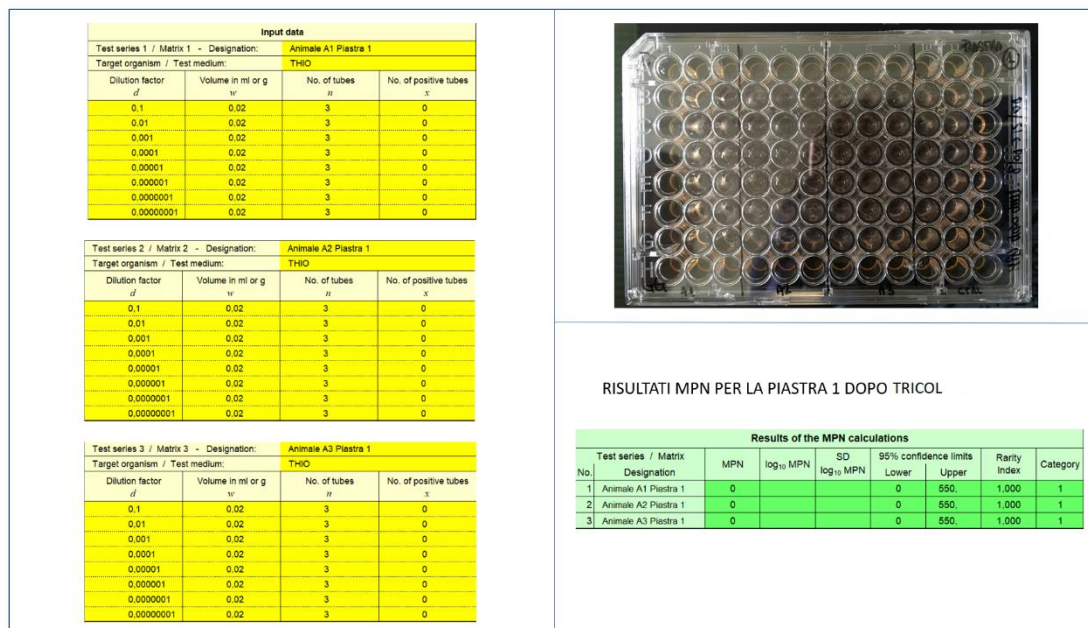 Input data
Test series 1 / Matrix 1 - Designation: Animale A1 Piastra 1
Target organism / Test medium: THIO
Dilution factor Volume in ml or g No. of tubes No. of positive tubes
d w n x
0,1 0,02 3 0
0,01 0,02 3 0
0,001 0,02 3 0
0,0001 0,02 3 0
0,00001 0,02 3 0
0,000001 0,02 3 0
0,0000001 0,02 3 0
0,00000001 0,02 3 0
Test series 2 / Matrix 2 - Designation: Animale A2 Piastra 1
Target organism / Test medium: THIO
Dilution factor Volume in ml or g No. of tubes No. of positive tubes
d w n x
0,1 0,02 3 0
0,01 0,02 3 0
0,001 0,02 3 0
0,0001 0,02 3 0
0,00001 0,02 3 0
0,000001 0,02 3 0
0,0000001 0,02 3 0
0,00000001 0,02 3 0
Test series 3 / Matrix 3 - Designation: Animale A3 Piastra 1
Target organism / Test medium: THIO
Dilution factor Volume in ml or g No. of tubes No. of positive tubes
d w n x
0,1 0,02 3 0
0,01 0,02 3 0
0,001 0,02 3 0
0,0001 0,02 3 0
0,00001 0,02 3 0
0,000001 0,02 3 0
0,0000001 0,02 3 0
0,00000001 0,02 3 0
PIASTRA 1
A
B
C
D
E
F
G
H
A1 A2 A3
RISULTATI MPN PER LA PIASTRA 1 DOPO TRICOL
Results of the MPN calculations
Test series / Matrix MPN log10 MPN SD 95% confidence limits Rarity Category
No. Designation log10 MPN Lower Upper Index
1 Animale A1 Piastra 1 0 0 550, 1,000 1
2 Animale A2 Piastra 1 0 0 550, 1,000 1
3 Animale A3 Piastra 1 0 0 550, 1,000 1